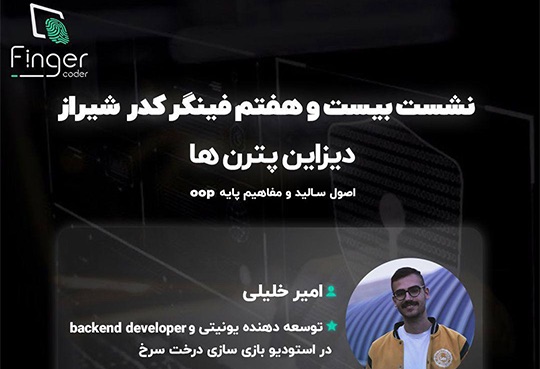 Finger
coder
نشست بیست و هفتم فینگر کدر شیراز
دیزاین پترن ها
اصول سالید و مفاهیم پایه oop
امیر خلیلی
توسعه دهنده یونیتی و backend developer
در استودیو بازی سازی درخت سرخ